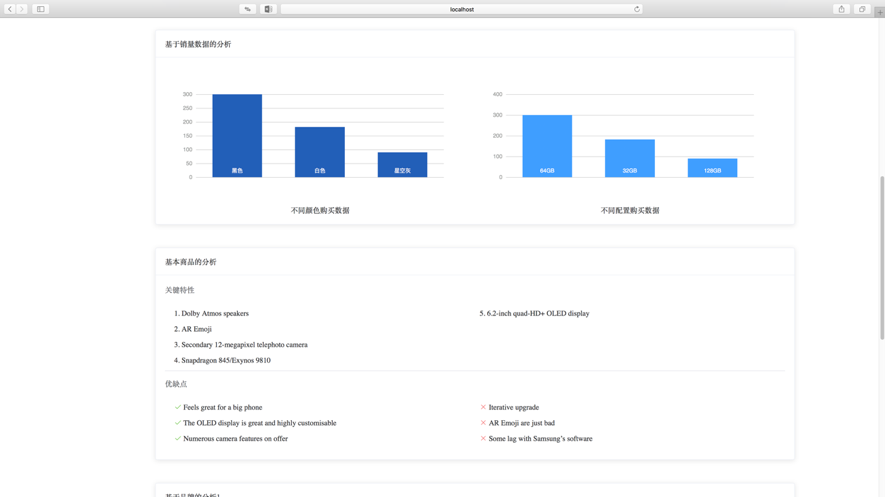 localhost
基于销量数据的分析
300
250
200
150
100
50
0
黑色
白色
星空灰
不同颜色购买数据
400
300
200
100
0
64GB
32GB
128GB
不同配置购买数据
基本商品的分析
关键特性
1. Dolby Atmos speakers
2. AR Emoji
3. Secondary 12-megapixel telephoto camera
4. Snapdragon 845/Exynos 9810
5. 6.2-inch quad-HD+ OLED display
优缺点
Feels great for a big phone
The OLED display is great and highly customisable
Numerous camera features on offer
Iterative upgrade
AR Emoji are just bad
Some lag with Samsung’s software